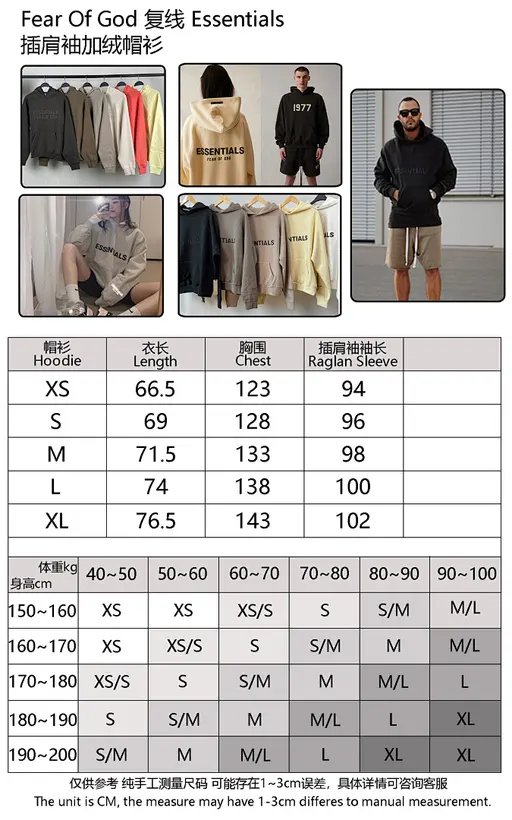 Fear Of God 复线 Essentials
插肩袖加绒帽衫
ESSENTIALS
FEAR OF GOD
1977
ESSENTIALS
帽衫 衣长 胸围 插肩袖袖长
Hoodie Length Chest Raglan Sleeve
XS 66.5 123 94
S 69 128 96
M 71.5 133 98
L 74 138 100
XL 76.5 143 102
体重kg
身高cm 40~50 50~60 60~70 70~80 80~90 90~100
150~160 XS XS XS/S S S/M M/L
160~170 XS XS/S S S/M M M/L
170~180 XS/S S S/M M M/L L
180~190 S S/M M M/L L XL
190~200 S/M M M/L L XL XL
仅供参考 纯手工测量尺码 可能存在1~3cm误差，具体详情可咨询客服
The unit is CM, the measure may have 1-3cm differes to manual measurement.